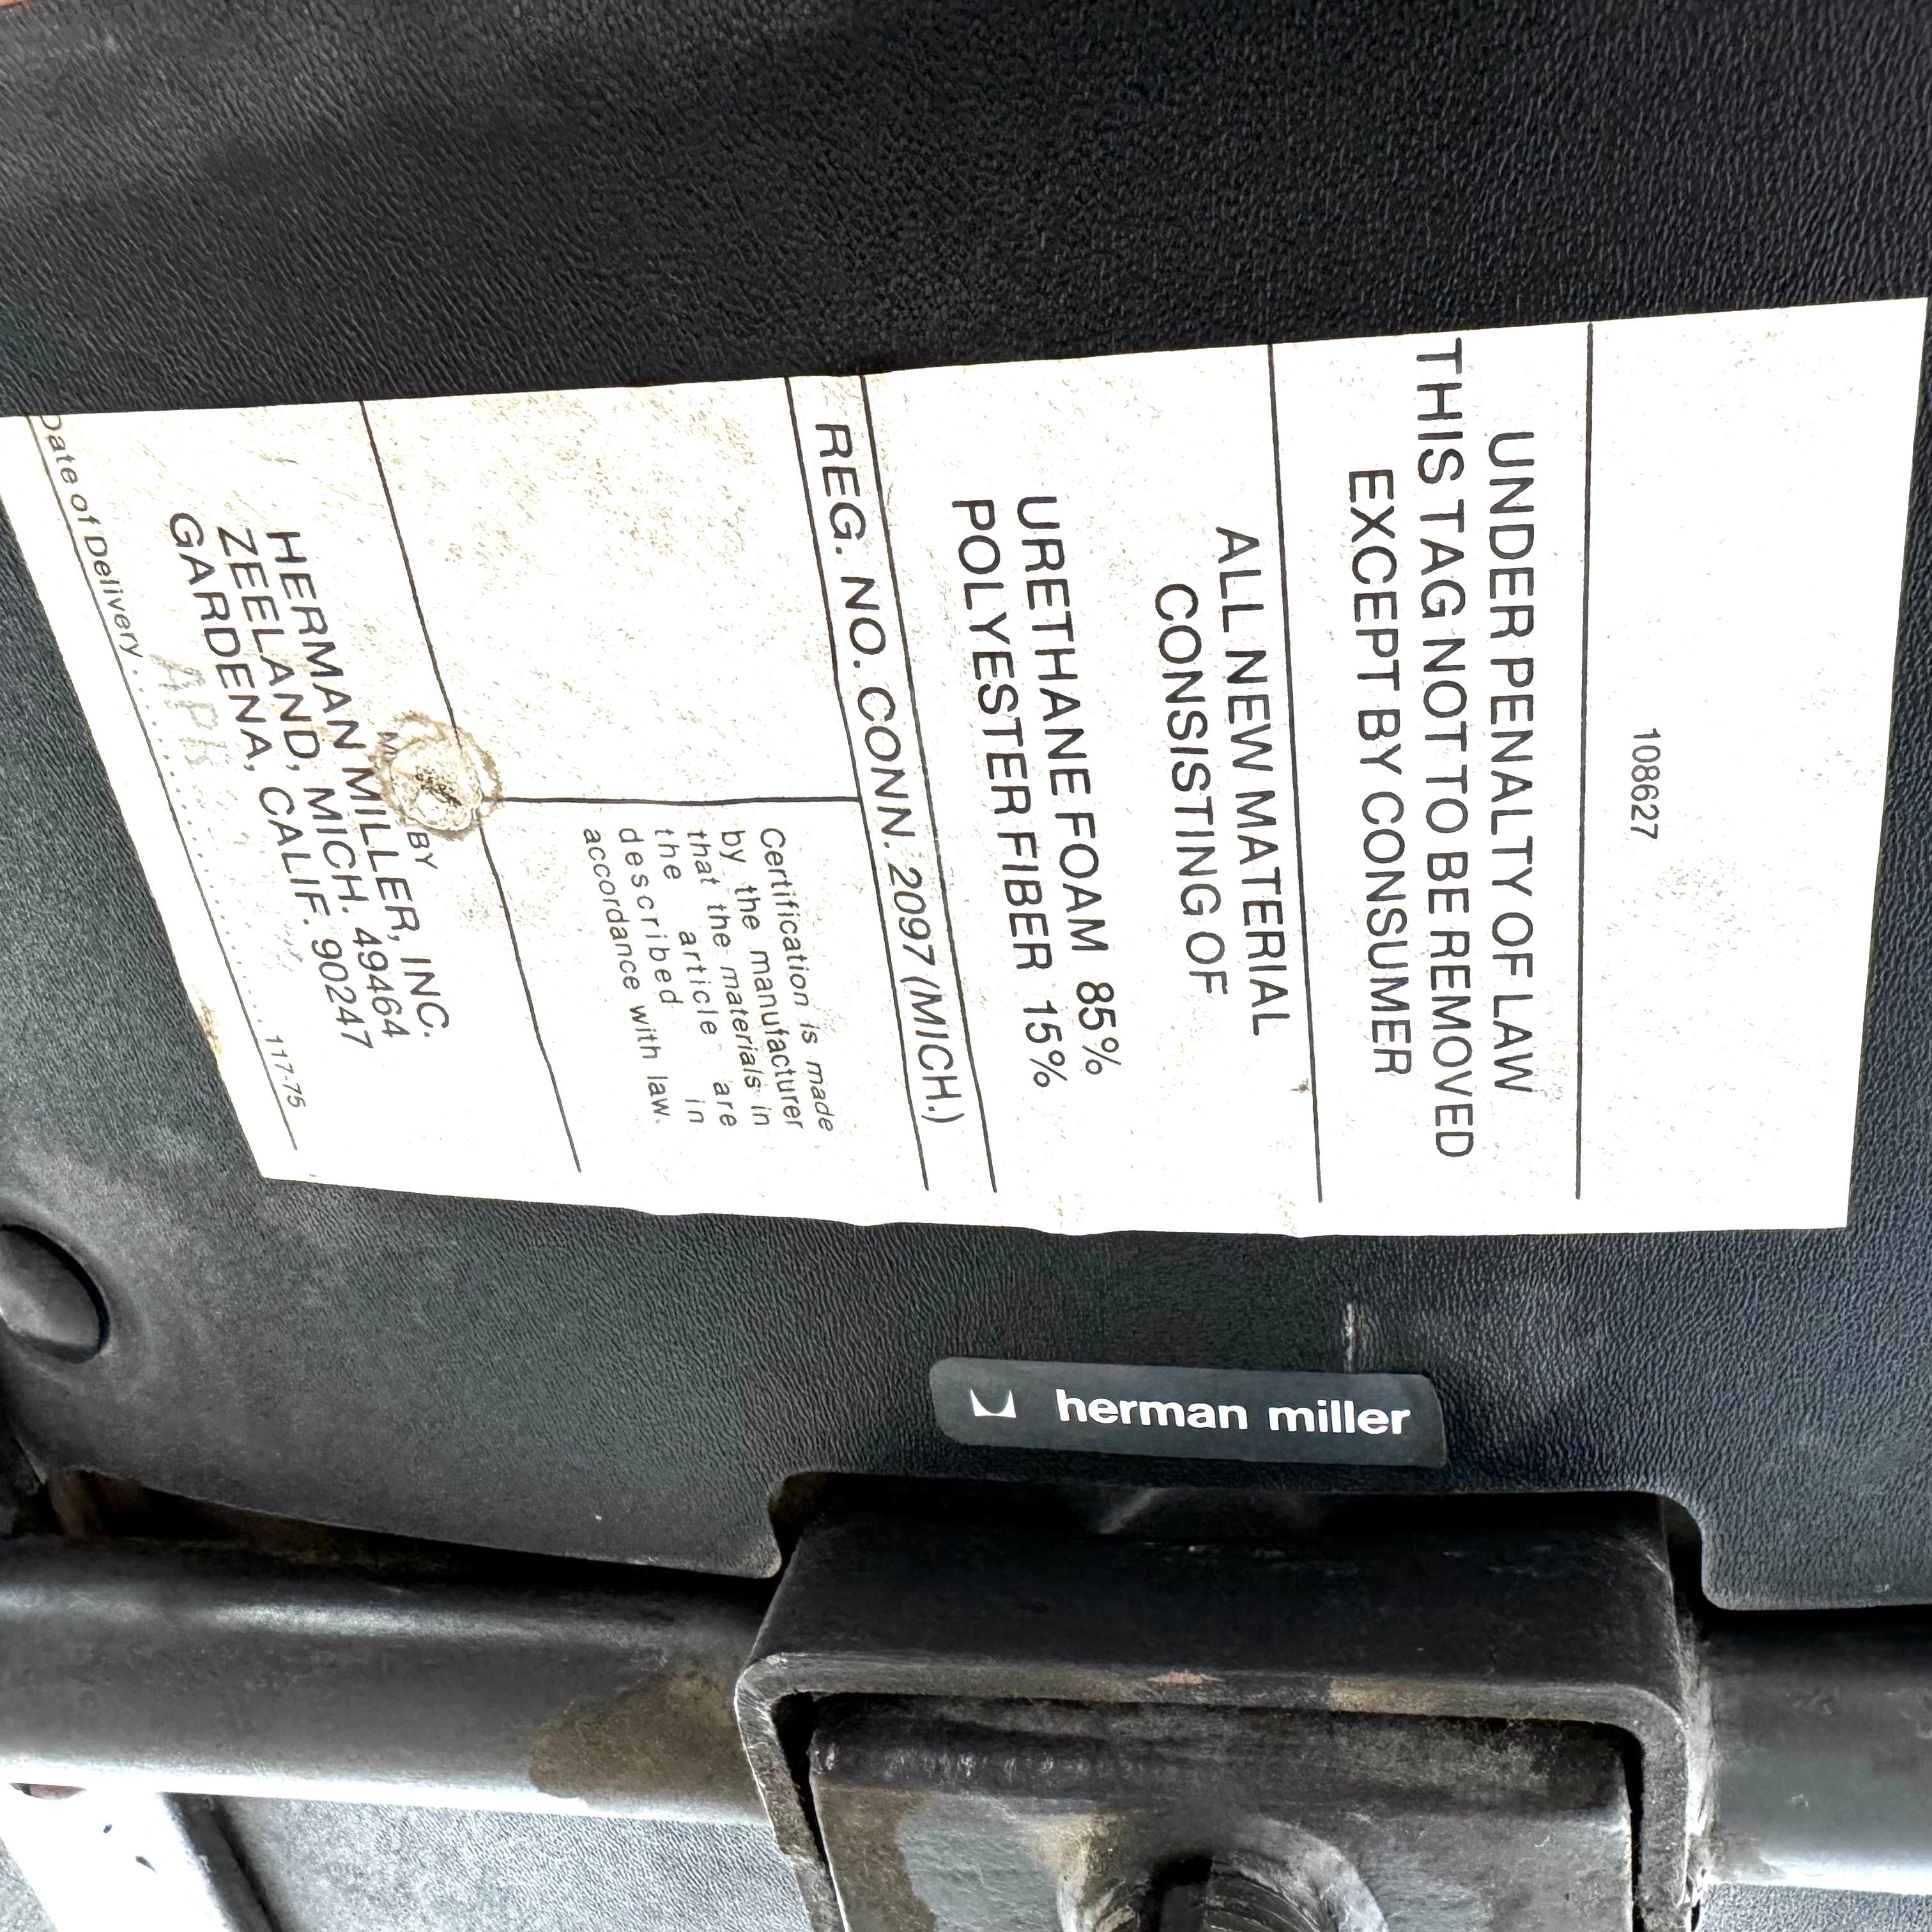 108627
UNDER PENALTY OF LAW
THIS TAG NOT TO BE REMOVED
EXCEPT BY CONSUMER
ALL NEW MATERIAL
CONSISTING OF
URETHANE FOAM 85%
POLYESTER FIBER 15%
REG. NO. CONN. 2097 (MICH.)
Certification is made
by the manufacturer
that the materials in
the article are
described in
accordance with law.
BY
HERMAN MILLER, INC.
ZEELAND, MICH. 49464
GARDENA, CALIF. 90247
APR
Date of Delivery
117-75
herman miller